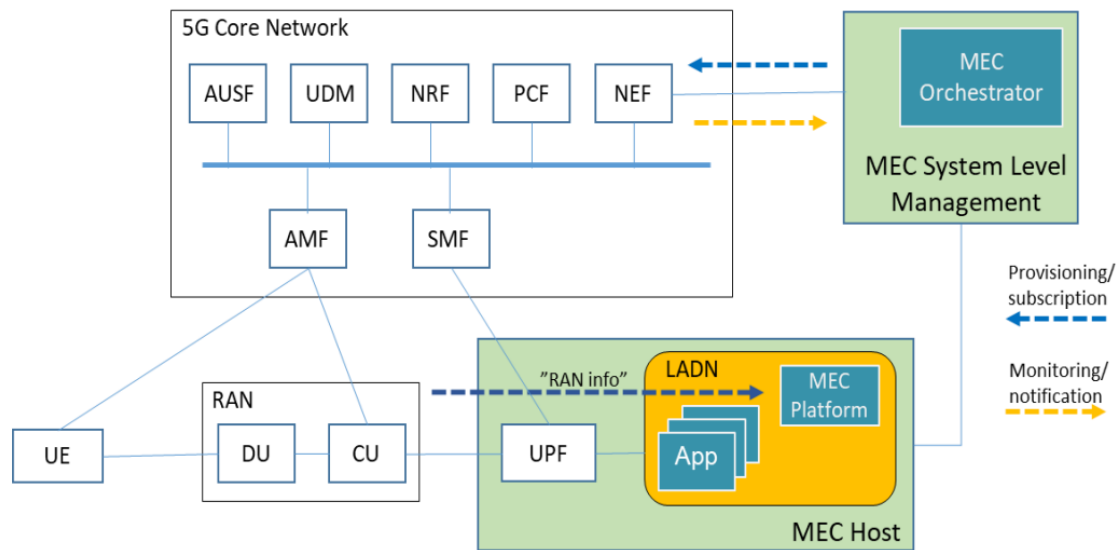 5G Core Network
AUSF
UDM
NRF
PCF
NEF
MEC
Orchestrator
MEC System Level
Management
AMF
SMF
Provisioning/
subscription
Monitoring/
notification
LADN
"RAN info"
MEC
Platform
RAN
UE
DU
CU
UPF
App
MEC Host